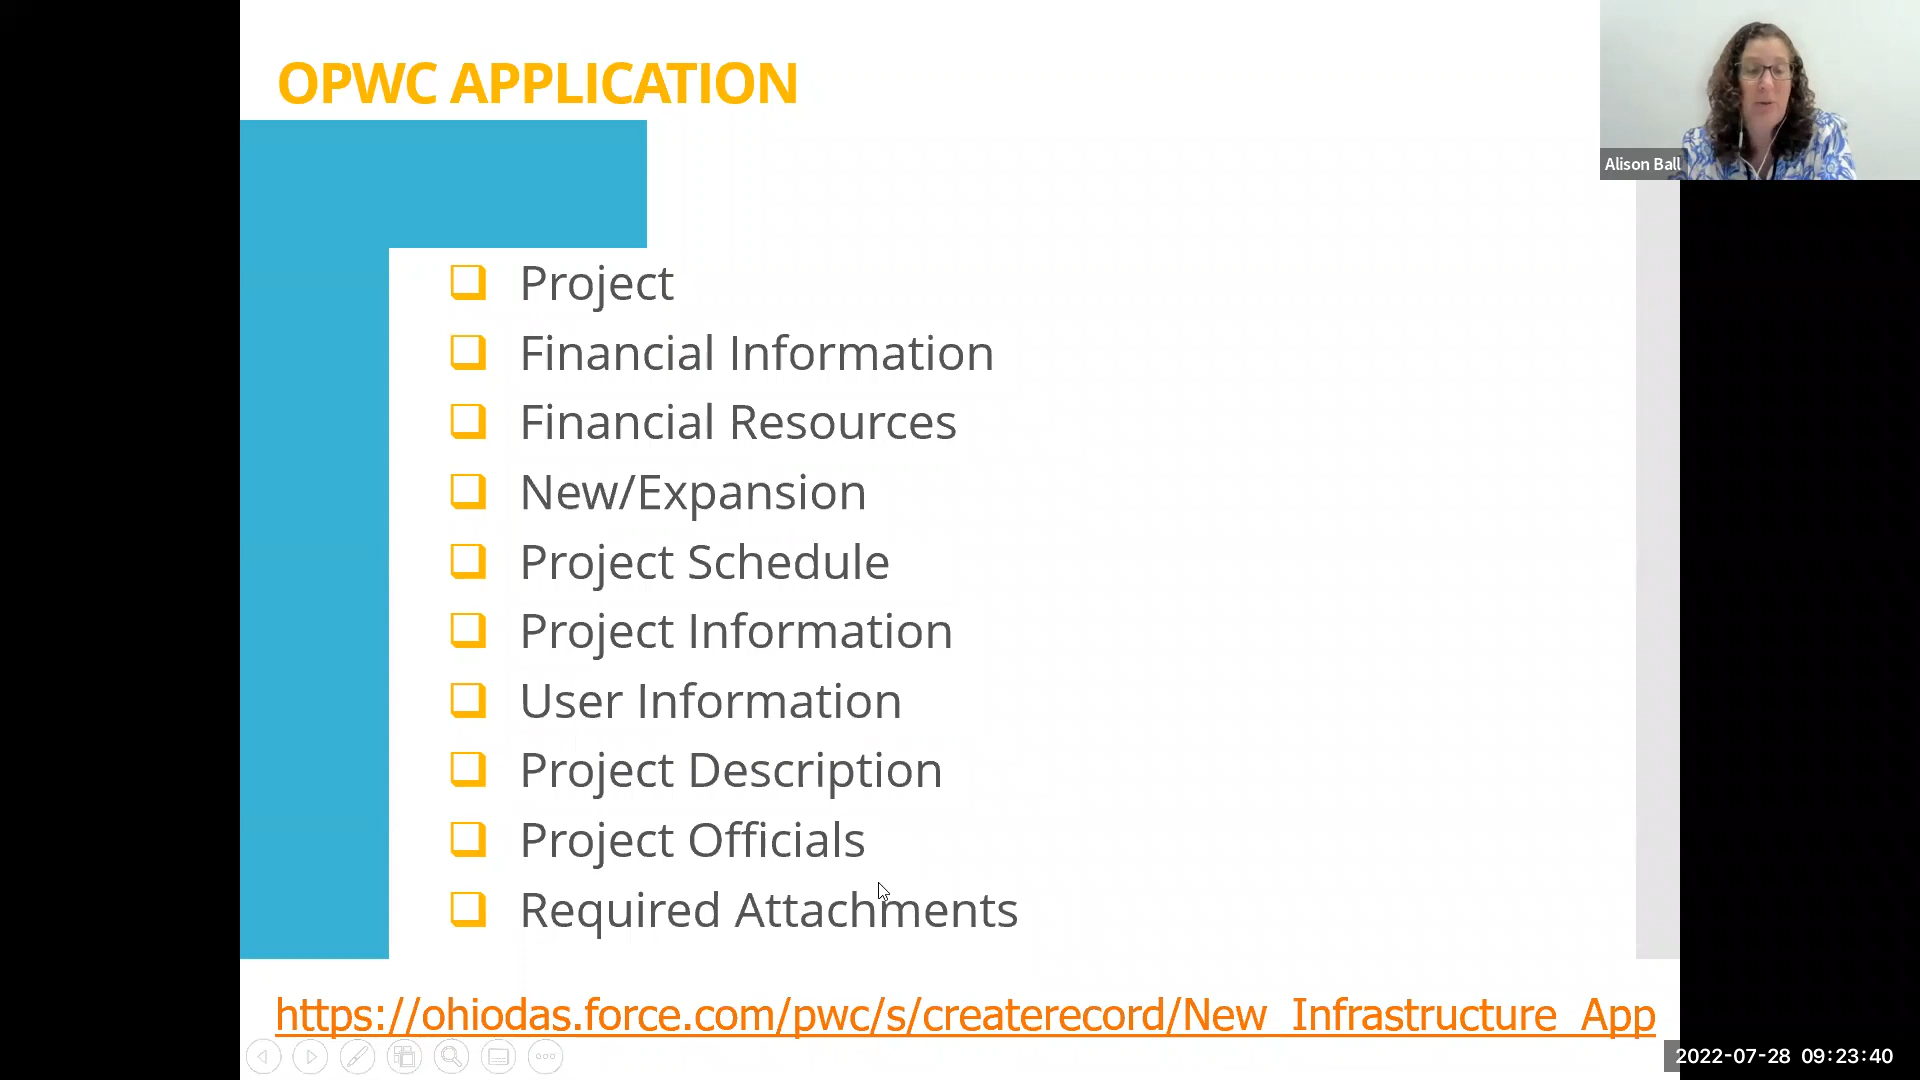 OPWC APPLICATION
Alison Ball
Project
Financial Information
Financial Resources
New/Expansion
Project Schedule
Project Information
User Information
Project Description
Project Officials
Required Attachments
https://ohiodas.force.com/pwc/s/createrecord/New_Infrastructure_App
2022-07-28 09:23:40